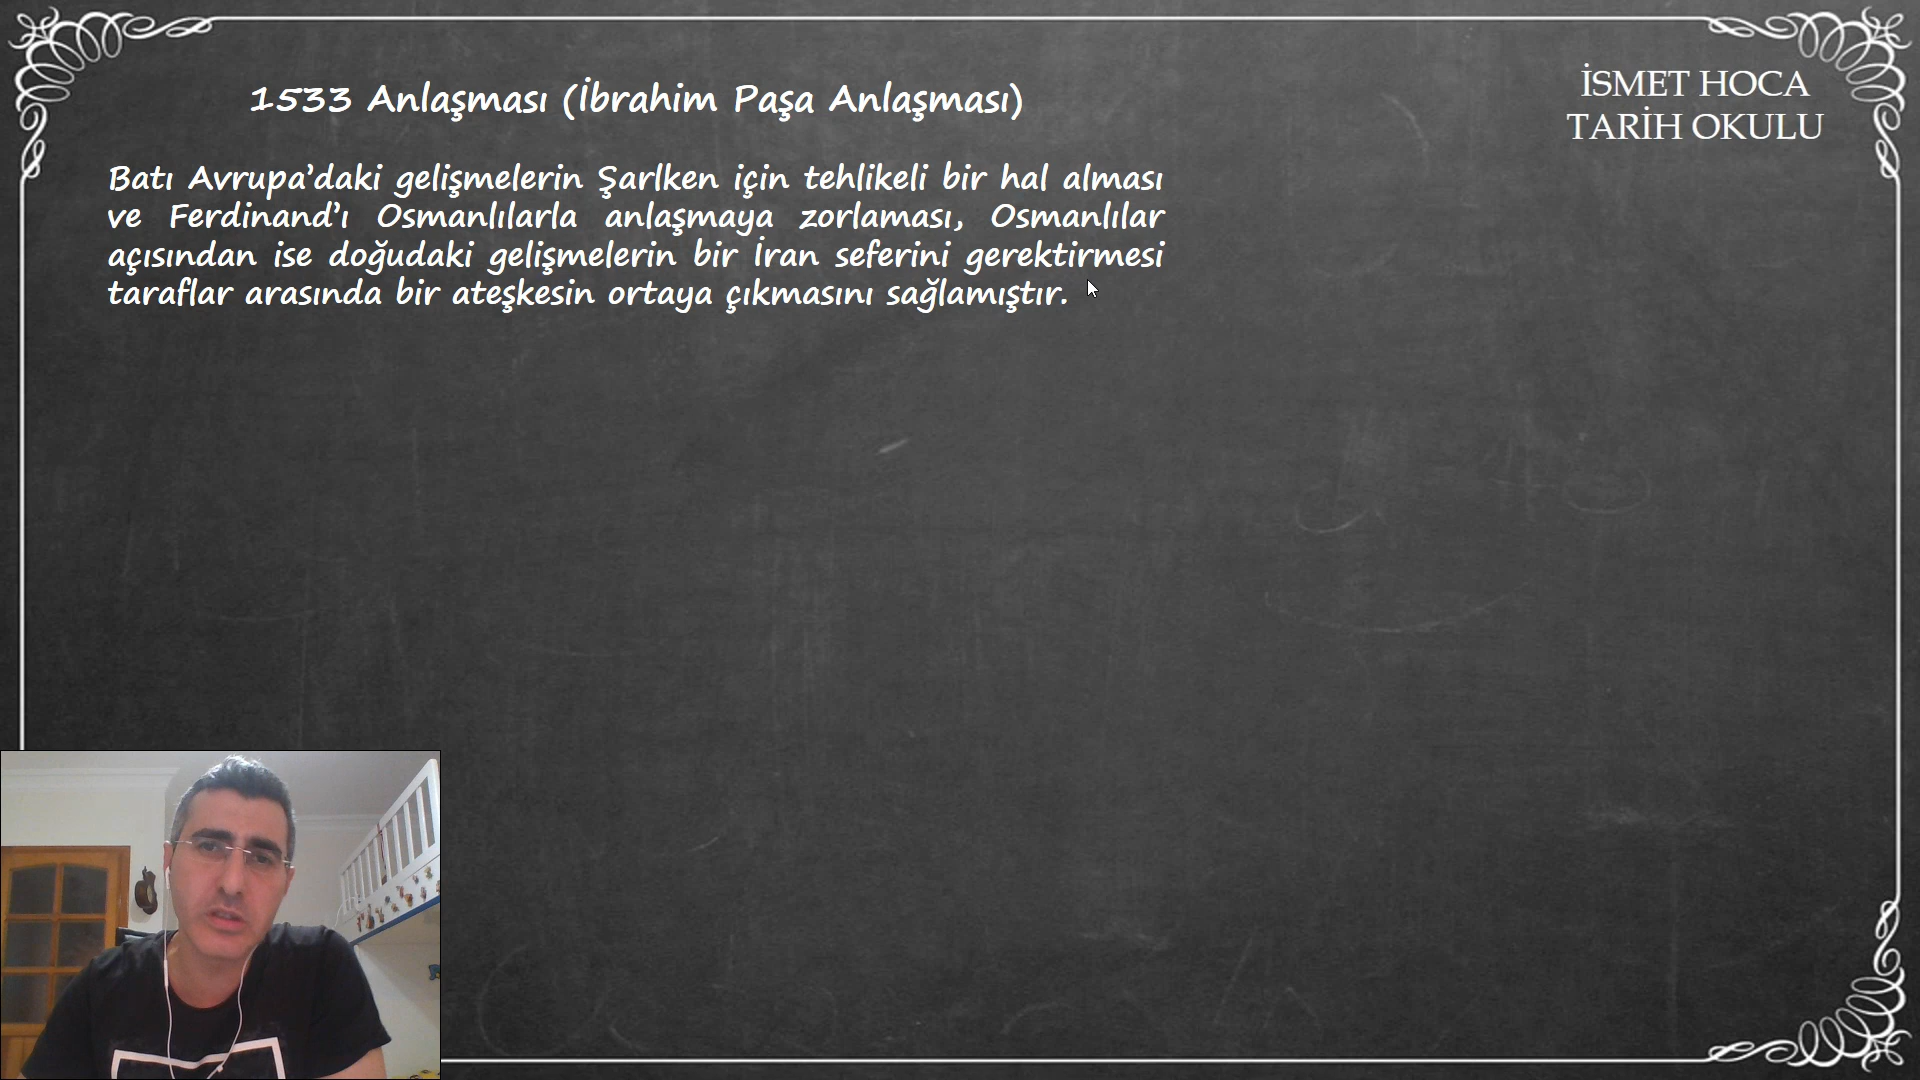 1533 Anlaşması (İbrahim Paşa Anlaşması)
İSMET HOCA
TARİH OKULU
Batı Avrupa’daki gelişmelerin Şarlken için tehlikeli bir hal alması
ve Ferdinand’ı Osmanlılarla anlaşmaya zorlaması, Osmanlılar
açısından ise doğudaki gelişmelerin bir İran seferini gerektirmesi
taraflar arasında bir ateşkesin ortaya çıkmasını sağlamıştır.